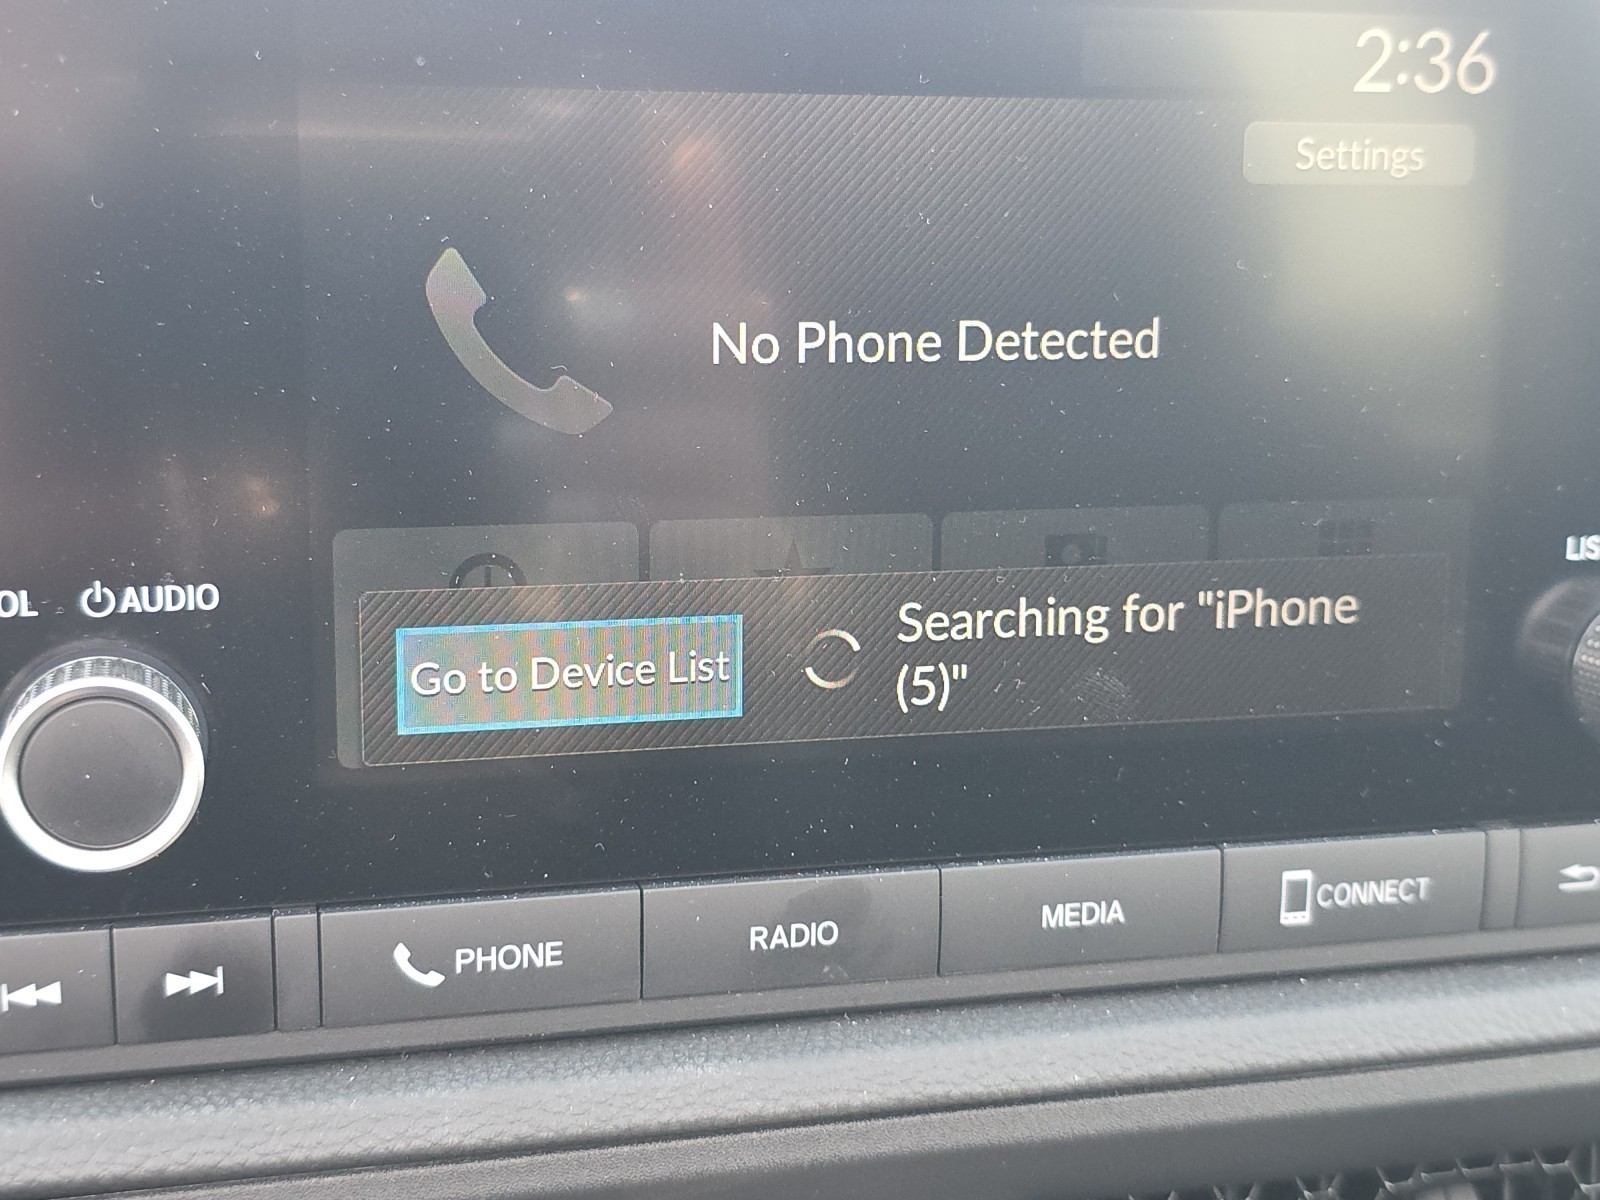 2:36
Settings
No Phone Detected
Go to Device List
Searching for "iPhone
(5)"
AUDIO
PHONE
RADIO
MEDIA
CONNECT